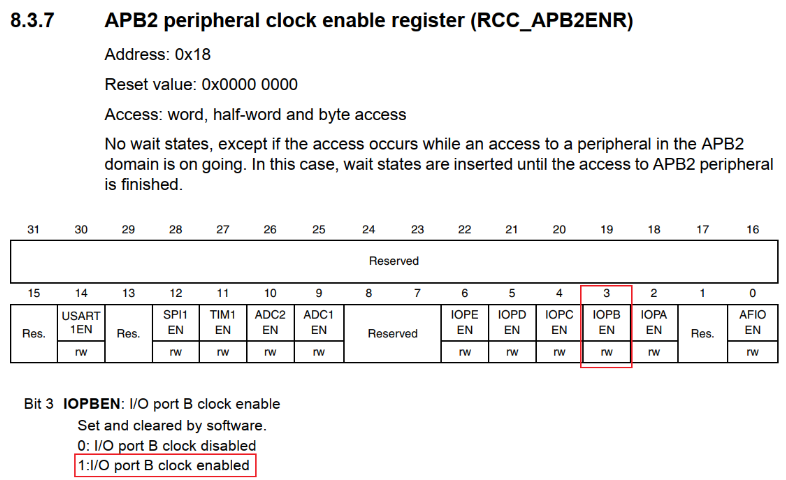 8.3.7 APB2 peripheral clock enable register (RCC_APB2ENR)
Address: 0x18
Reset value: 0x0000 0000
Access: word, half-word and byte access
No wait states, except if the access occurs while an access to a peripheral in the APB2
domain is on going. In this case, wait states are inserted until the access to APB2 peripheral
is finished.
31 30 29 28 27 26 25 24 23 22 21 20 19 18 17 16
Reserved
15 14 13 12 11 10 9 8 7 6 5 4 3 2 1 0
Res. USART 1EN Res. SPI1 EN TIM1 EN ADC2 EN ADC1 EN Reserved IOPE EN IOPD EN IOPC EN IOPB EN IOPA EN Res. AFIO EN
rw rw rw rw rw rw rw rw rw rw rw
Bit 3 IOPBEN: I/O port B clock enable
Set and cleared by software.
0: I/O port B clock disabled
1:I/O port B clock enabled